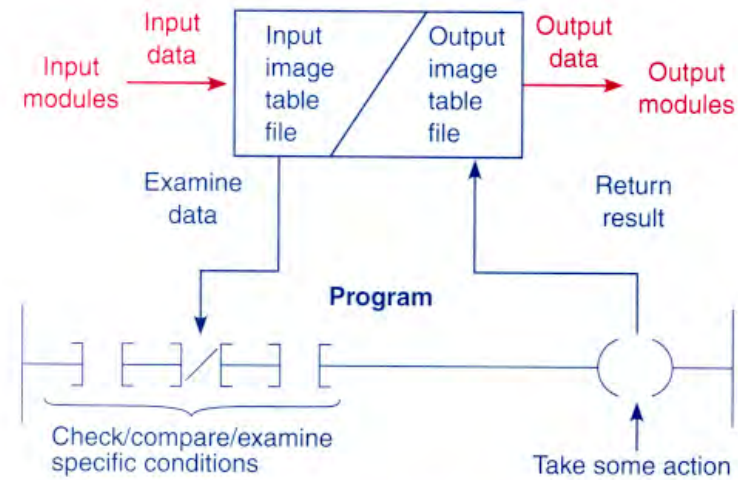 Input
modules
Input
data
Input
image
table
file
Output
image
table
file
Output
data
Output
modules
Examine
data
Return
result
Program
Check/compare/examine
specific conditions
Take some action